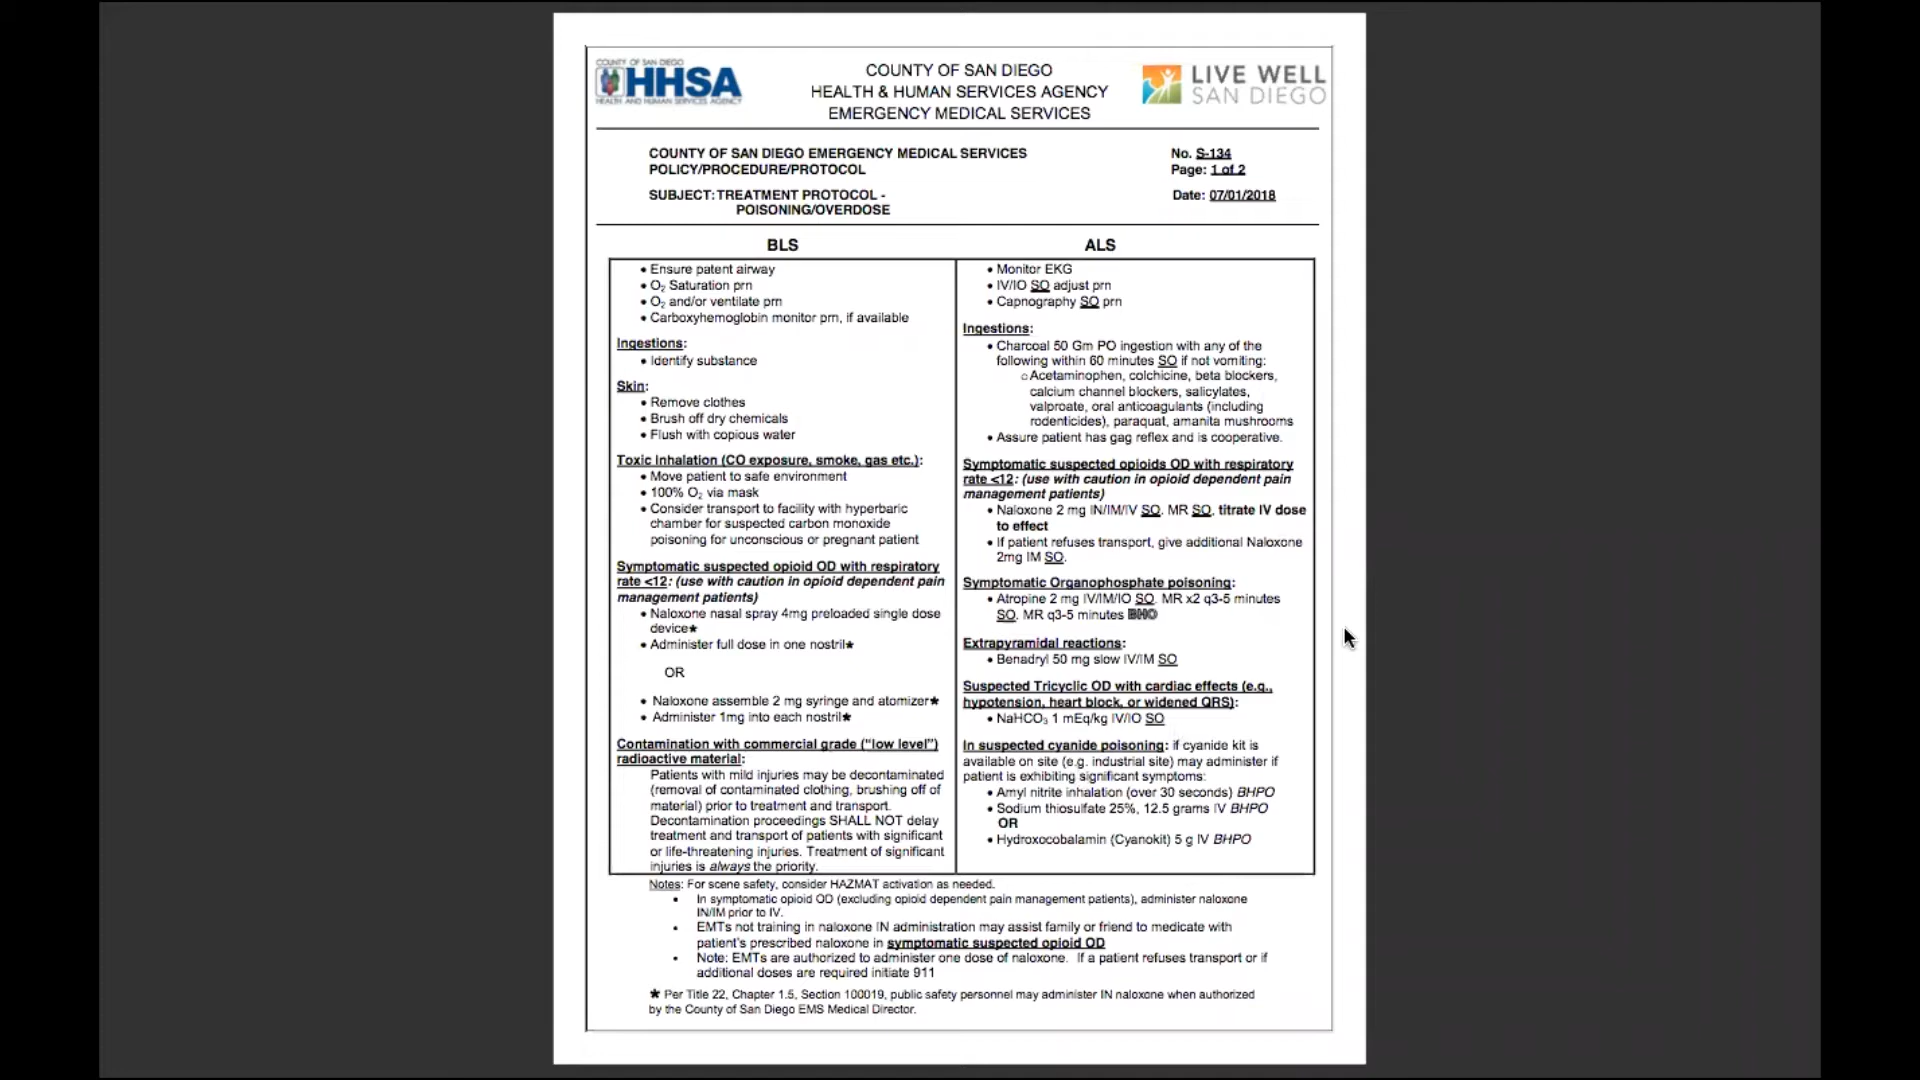 COUNTY OF SAN DIEGO
HHSA
HEALTH AND HUMAN SERVICES AGENCY
COUNTY OF SAN DIEGO
HEALTH & HUMAN SERVICES AGENCY
EMERGENCY MEDICAL SERVICES
LIVE WELL
SAN DIEGO
COUNTY OF SAN DIEGO EMERGENCY MEDICAL SERVICES
POLICY/PROCEDURE/PROTOCOL
No. S-134
Page: 1 of 2
SUBJECT: TREATMENT PROTOCOL -
POISONING/OVERDOSE
Date: 07/01/2018
BLS
• Ensure patent airway
• O₂ Saturation prn
• O₂ and/or ventilate prn
• Carboxyhemoglobin monitor prn, if available
Ingestions:
• Identify substance
Skin:
• Remove clothes
• Brush off dry chemicals
• Flush with copious water
Toxic Inhalation (CO exposure, smoke, gas etc.):
• Move patient to safe environment
• 100% O₂ via mask
• Consider transport to facility with hyperbaric
chamber for suspected carbon monoxide
poisoning for unconscious or pregnant patient
Symptomatic suspected opioid OD with respiratory
rate <12: (use with caution in opioid dependent pain
management patients)
• Naloxone nasal spray 4mg preloaded single dose
device★
• Administer full dose in one nostril★
OR
• Naloxone assemble 2 mg syringe and atomizer★
• Administer 1mg into each nostril★
Contamination with commercial grade (“low level”)
radioactive material:
Patients with mild injuries may be decontaminated
(removal of contaminated clothing, brushing off of
material) prior to treatment and transport.
Decontamination proceedings SHALL NOT delay
treatment and transport of patients with significant
or life-threatening injuries. Treatment of significant
injuries is always the priority.
ALS
• Monitor EKG
• IV/IO SO adjust prn
• Capnography SO prn
Ingestions:
• Charcoal 50 Gm PO ingestion with any of the
following within 60 minutes SO if not vomiting:
○ Acetaminophen, colchicine, beta blockers,
calcium channel blockers, salicylates,
valproate, oral anticoagulants (including
rodenticides), paraquat, amanita mushrooms
• Assure patient has gag reflex and is cooperative.
Symptomatic suspected opioids OD with respiratory
rate <12: (use with caution in opioid dependent pain
management patients)
• Naloxone 2 mg IN/IM/IV SO. MR SO, titrate IV dose
to effect
• If patient refuses transport, give additional Naloxone
2mg IM SO.
Symptomatic Organophosphate poisoning:
• Atropine 2 mg IV/IM/IO SO. MR x2 q3-5 minutes
SO. MR q3-5 minutes BHO
Extrapyramidal reactions:
• Benadryl 50 mg slow IV/IM SO
Suspected Tricyclic OD with cardiac effects (e.g.,
hypotension, heart block, or widened QRS):
• NaHCO₃ 1 mEq/kg IV/IO SO
In suspected cyanide poisoning: if cyanide kit is
available on site (e.g. industrial site) may administer if
patient is exhibiting significant symptoms:
• Amyl nitrite inhalation (over 30 seconds) BHPO
• Sodium thiosulfate 25%, 12.5 grams IV BHPO
OR
• Hydroxocobalamin (Cyanokit) 5 g IV BHPO
Notes: For scene safety, consider HAZMAT activation as needed.
• In symptomatic opioid OD (excluding opioid dependent pain management patients), administer naloxone
IN/IM prior to IV.
• EMTs not training in naloxone IN administration may assist family or friend to medicate with
patient's prescribed naloxone in symptomatic suspected opioid OD
• Note: EMTs are authorized to administer one dose of naloxone. If a patient refuses transport or if
additional doses are required initiate 911
★ Per Title 22, Chapter 1.5, Section 100019, public safety personnel may administer IN naloxone when authorized
by the County of San Diego EMS Medical Director.